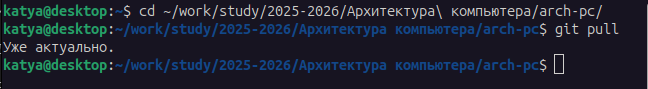 katya@desktop:~$ cd ~/work/study/2025-2026/Архитектура\ компьютера/arch-pc/
katya@desktop:~/work/study/2025-2026/Архитектура компьютера/arch-pc$ git pull
Уже актуально.
katya@desktop:~/work/study/2025-2026/Архитектура компьютера/arch-pc$